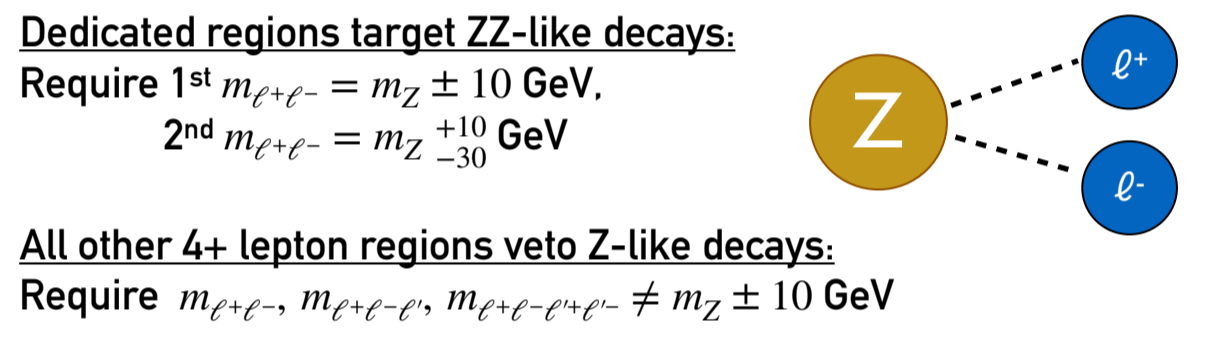 Dedicated regions target ZZ-like decays:
Require 1st mℓ+ℓ− = mZ ± 10 GeV,
2nd mℓ+ℓ− = mZ +10 −30 GeV
Z
ℓ+
ℓ-
All other 4+ lepton regions veto Z-like decays:
Require mℓ+ℓ−, mℓ+ℓ−ℓ′, mℓ+ℓ−ℓ′+ℓ′− ≠ mZ ± 10 GeV